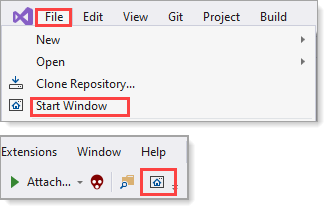 File Edit View Git Project Build
New
Open
Clone Repository...
Start Window
Extensions Window Help
Attach...